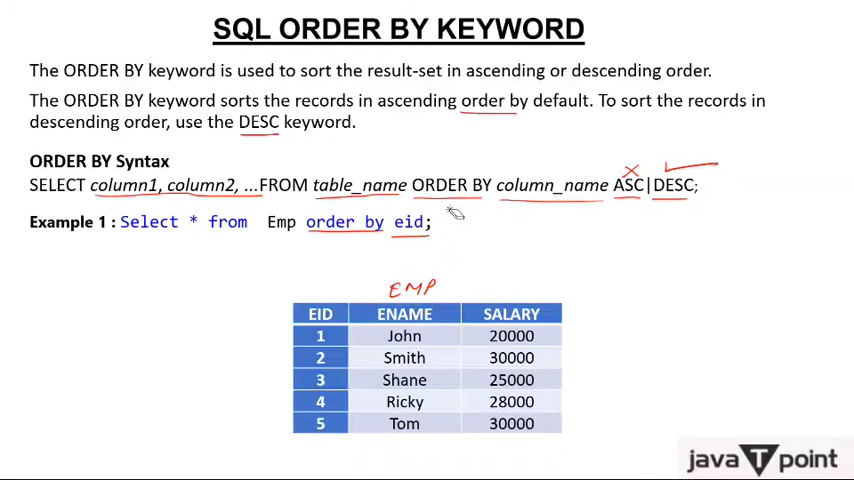 SQL ORDER BY KEYWORD
The ORDER BY keyword is used to sort the result-set in ascending or descending order.
The ORDER BY keyword sorts the records in ascending order by default. To sort the records in
descending order, use the DESC keyword.
ORDER BY Syntax
SELECT column1, column2, ...FROM table_name ORDER BY column_name ASC|DESC;
Example 1 : Select * from Emp order by eid;
EMP
EID ENAME SALARY
1 John 20000
2 Smith 30000
3 Shane 25000
4 Ricky 28000
5 Tom 30000
java T point